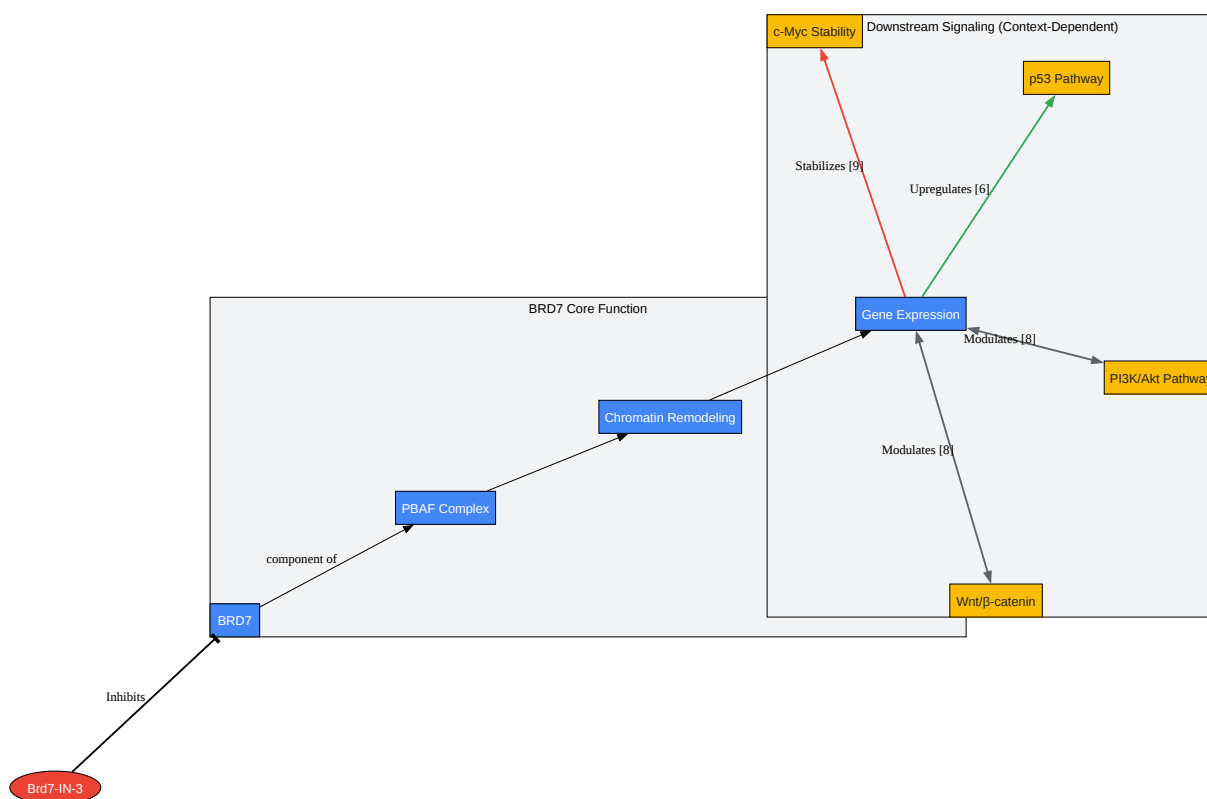 c-Myc Stability
Downstream Signaling (Context-Dependent)
p53 Pathway
Stabilizes [9]
Upregulates [6]
BRD7 Core Function
Gene Expression
Modulates [8]
PI3K/Akt Pathway
Chromatin Remodeling
Modulates [8]
PBAF Complex
component of
Wnt/β-catenin
BRD7
Inhibits
Brd7-IN-3